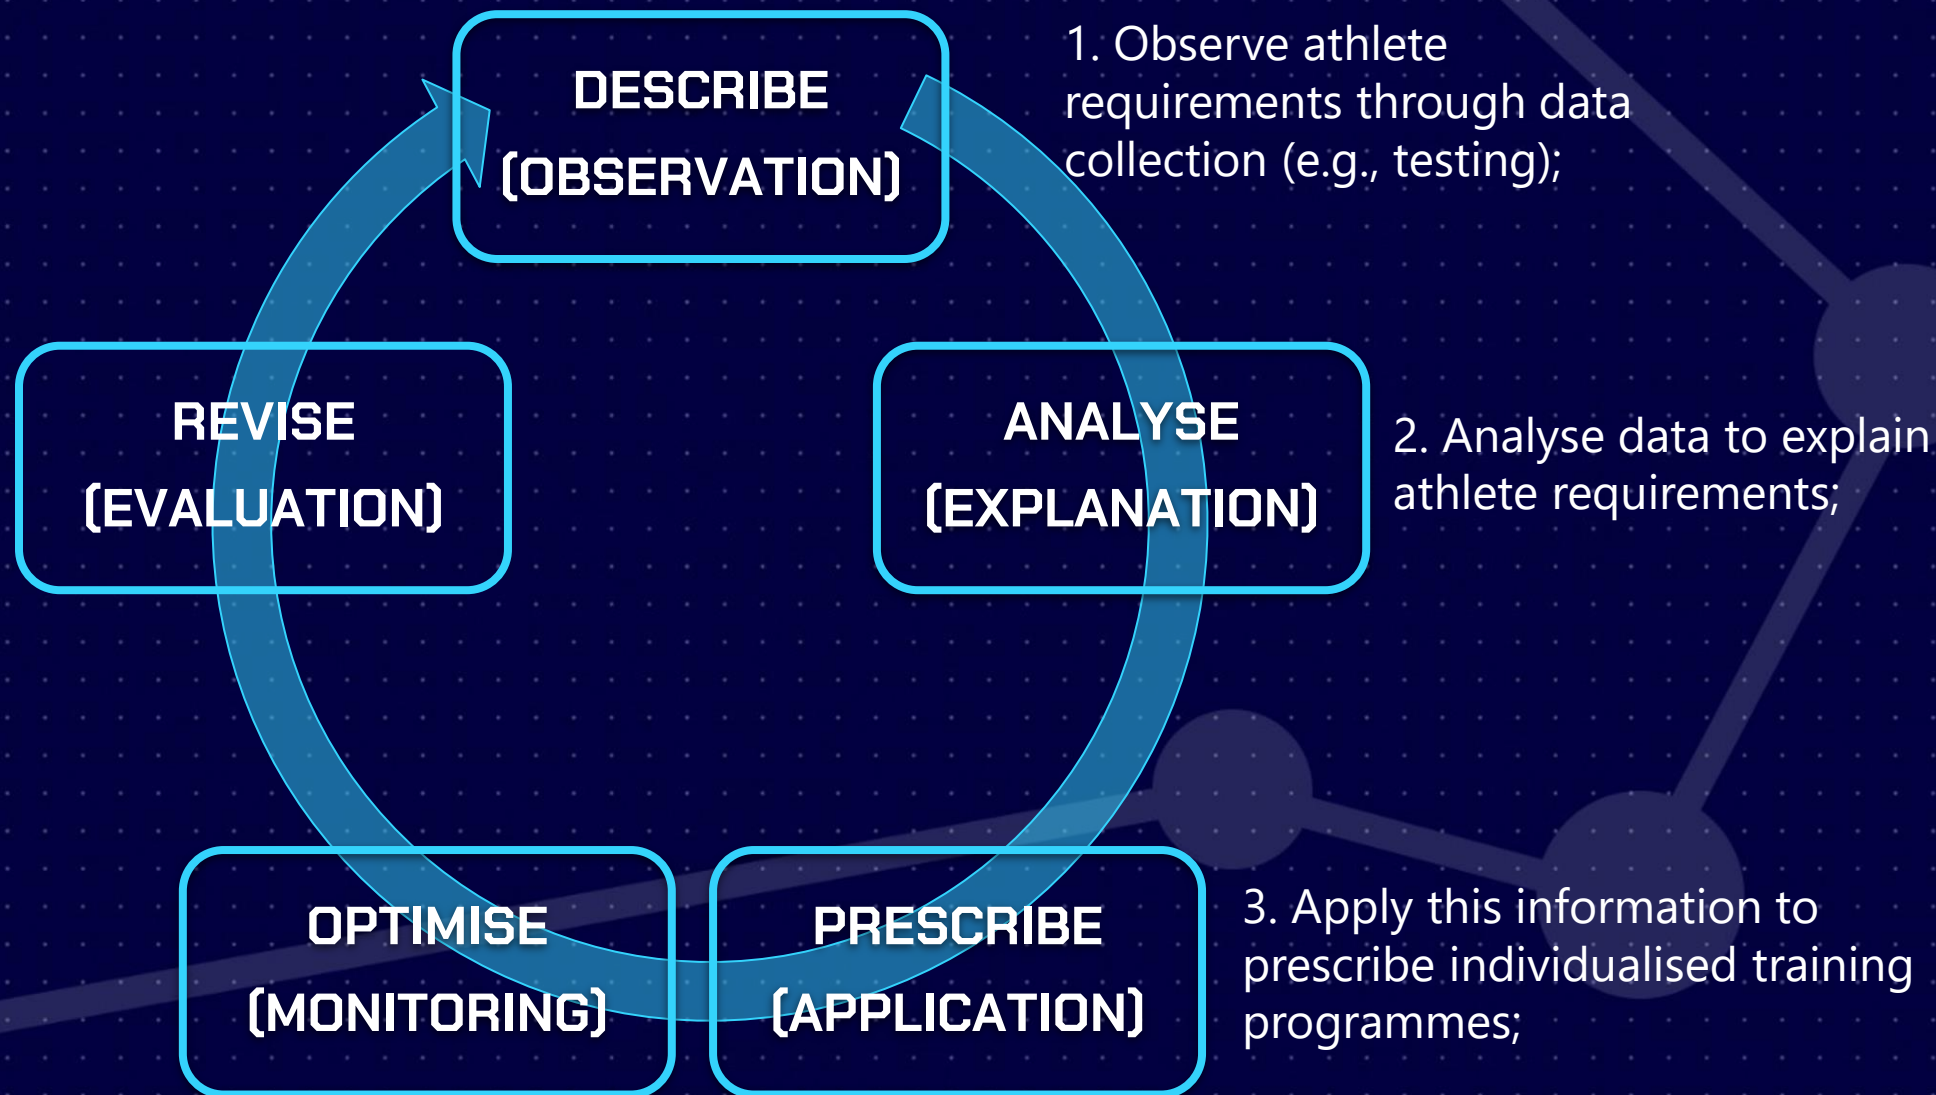 DESCRIBE
(OBSERVATION)
1. Observe athlete
requirements through data
collection (e.g., testing);
REVISE
(EVALUATION)
ANALYSE
(EXPLANATION)
2. Analyse data to explain
athlete requirements;
OPTIMISE
(MONITORING)
PRESCRIBE
(APPLICATION)
3. Apply this information to
prescribe individualised training
programmes;